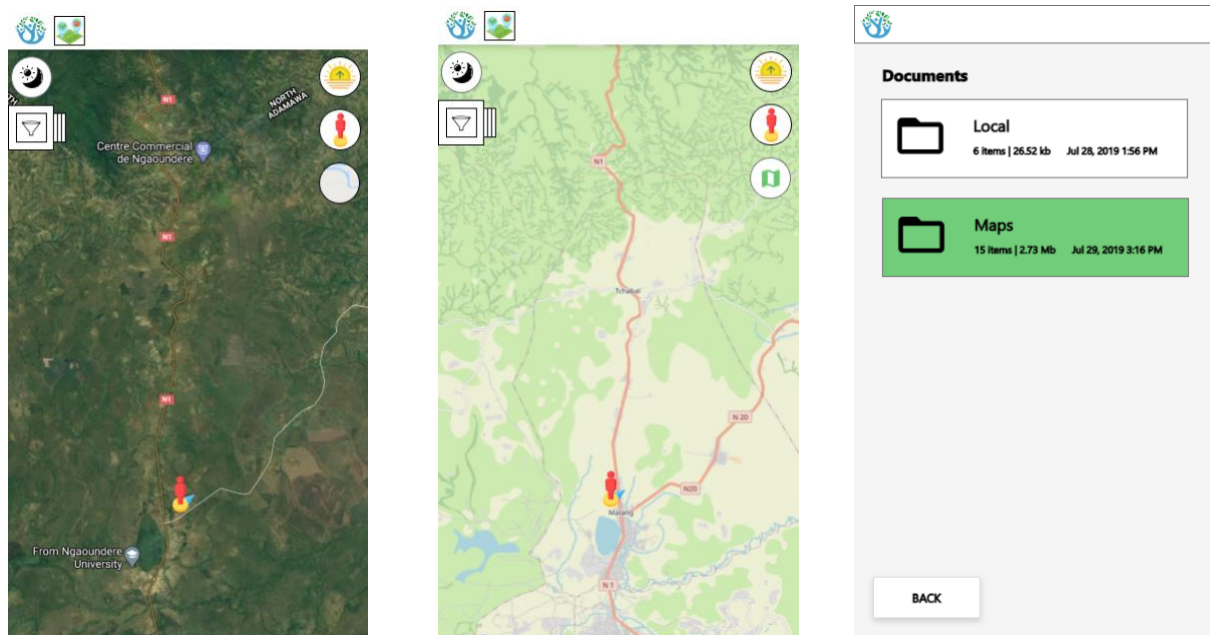 N1
NORTH
ADAMAWA
TH
Centre Commercial
de Ngaoundere
N1
N1
From Ngaoundere
University
N1
Tchabal
N 20
N20
Malang
N 1
Documents
Local
6 items | 26.52 kb Jul 28, 2019 1:56 PM
Maps
15 items | 2.73 Mb Jul 29, 2019 3:16 PM
BACK